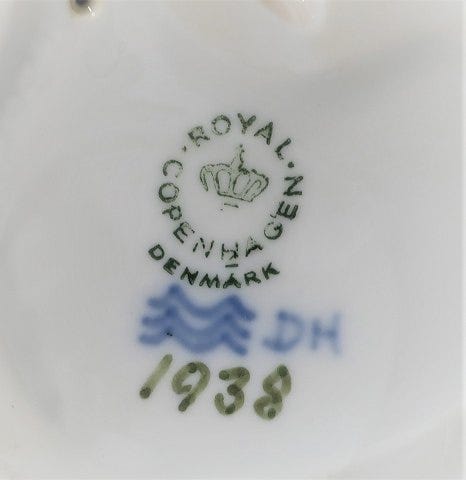 ROYAL
COPENHAGEN
DENMARK
DH
1938